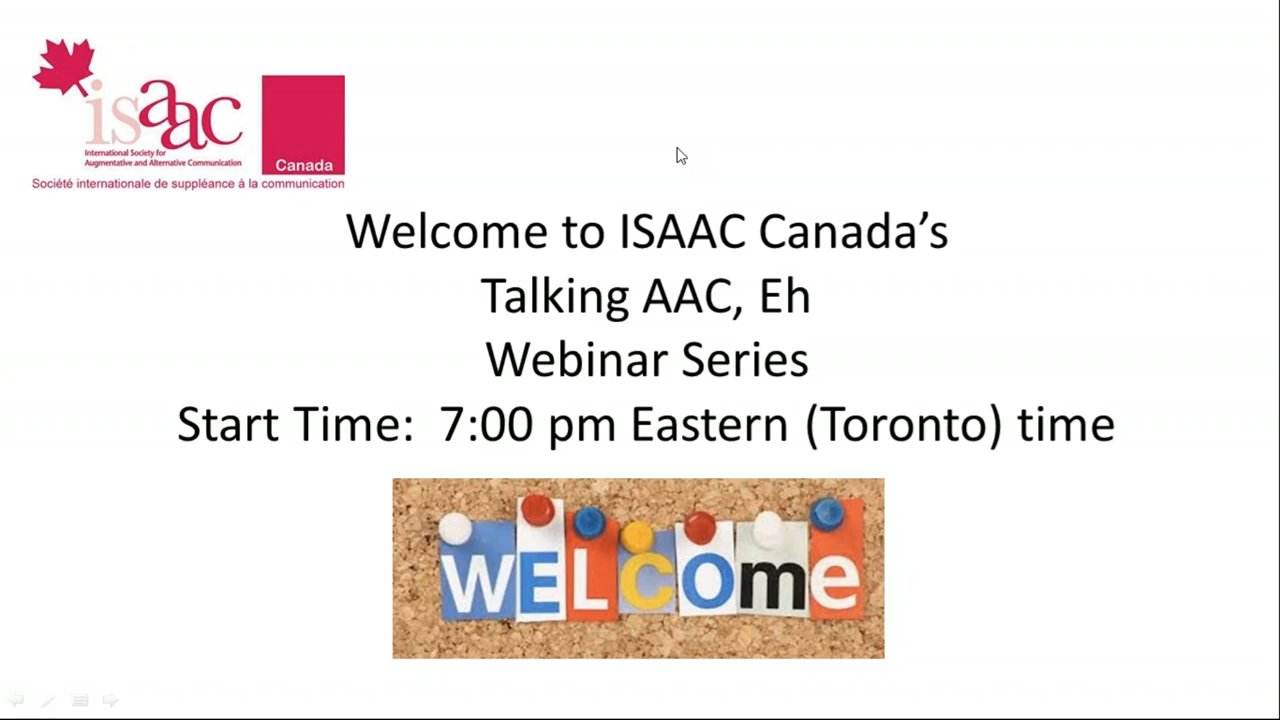 isaac
International Society for
Augmentative and Alternative Communication
Canada
Société internationale de suppléance à la communication
Welcome to ISAAC Canada’s
Talking AAC, Eh
Webinar Series
Start Time:  7:00 pm Eastern (Toronto) time
WELCOme